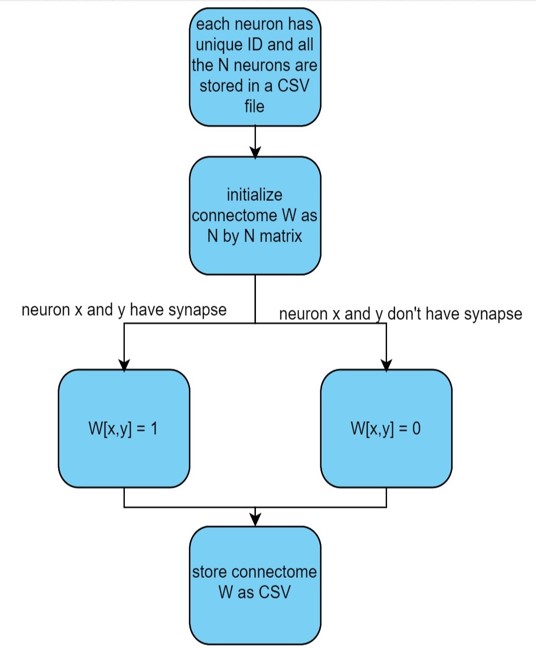 each neuron has
unique ID and all
the N neurons are
stored in a CSV
file
initialize
connectome W as
N by N matrix
neuron x and y have synapse
neuron x and y don't have synapse
W[x,y] = 1
W[x,y] = 0
store connectome
W as CSV